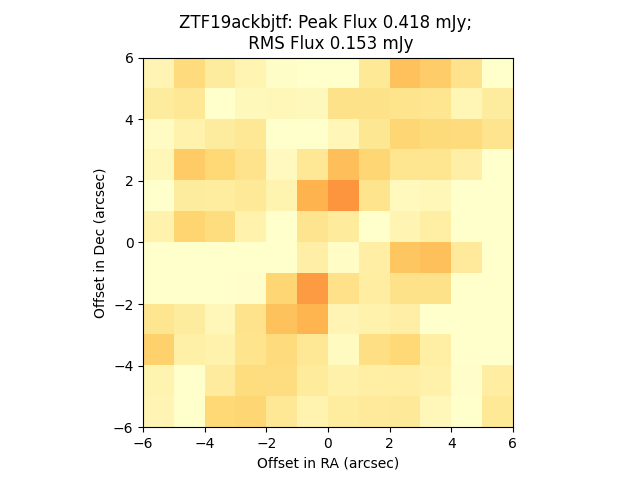 ZTF19ackbjtf: Peak Flux 0.418 mJy;
RMS Flux 0.153 mJy
6
4
2
0
−2
−4
−6
Offset in Dec (arcsec)
−6 −4 −2 0 2 4 6
Offset in RA (arcsec)